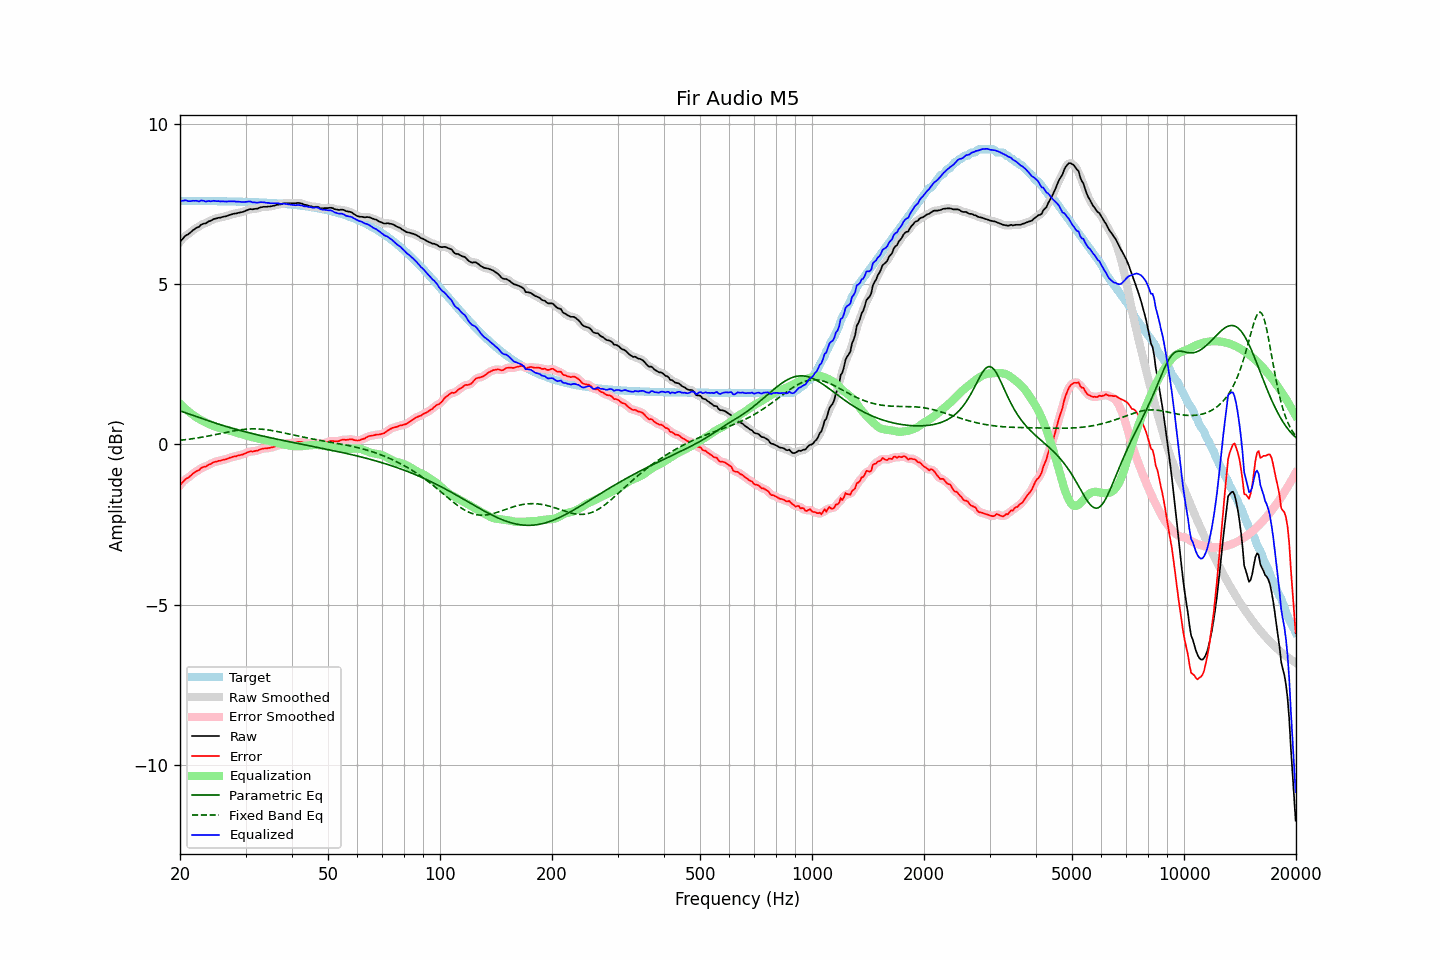 Fir Audio M5
Amplitude (dBr)
10
5
0
−5
−10
Target
Raw Smoothed
Error Smoothed
Raw
Error
Equalization
Parametric Eq
Fixed Band Eq
Equalized
20 50 100 200 500 1000 2000 5000 10000 20000
Frequency (Hz)